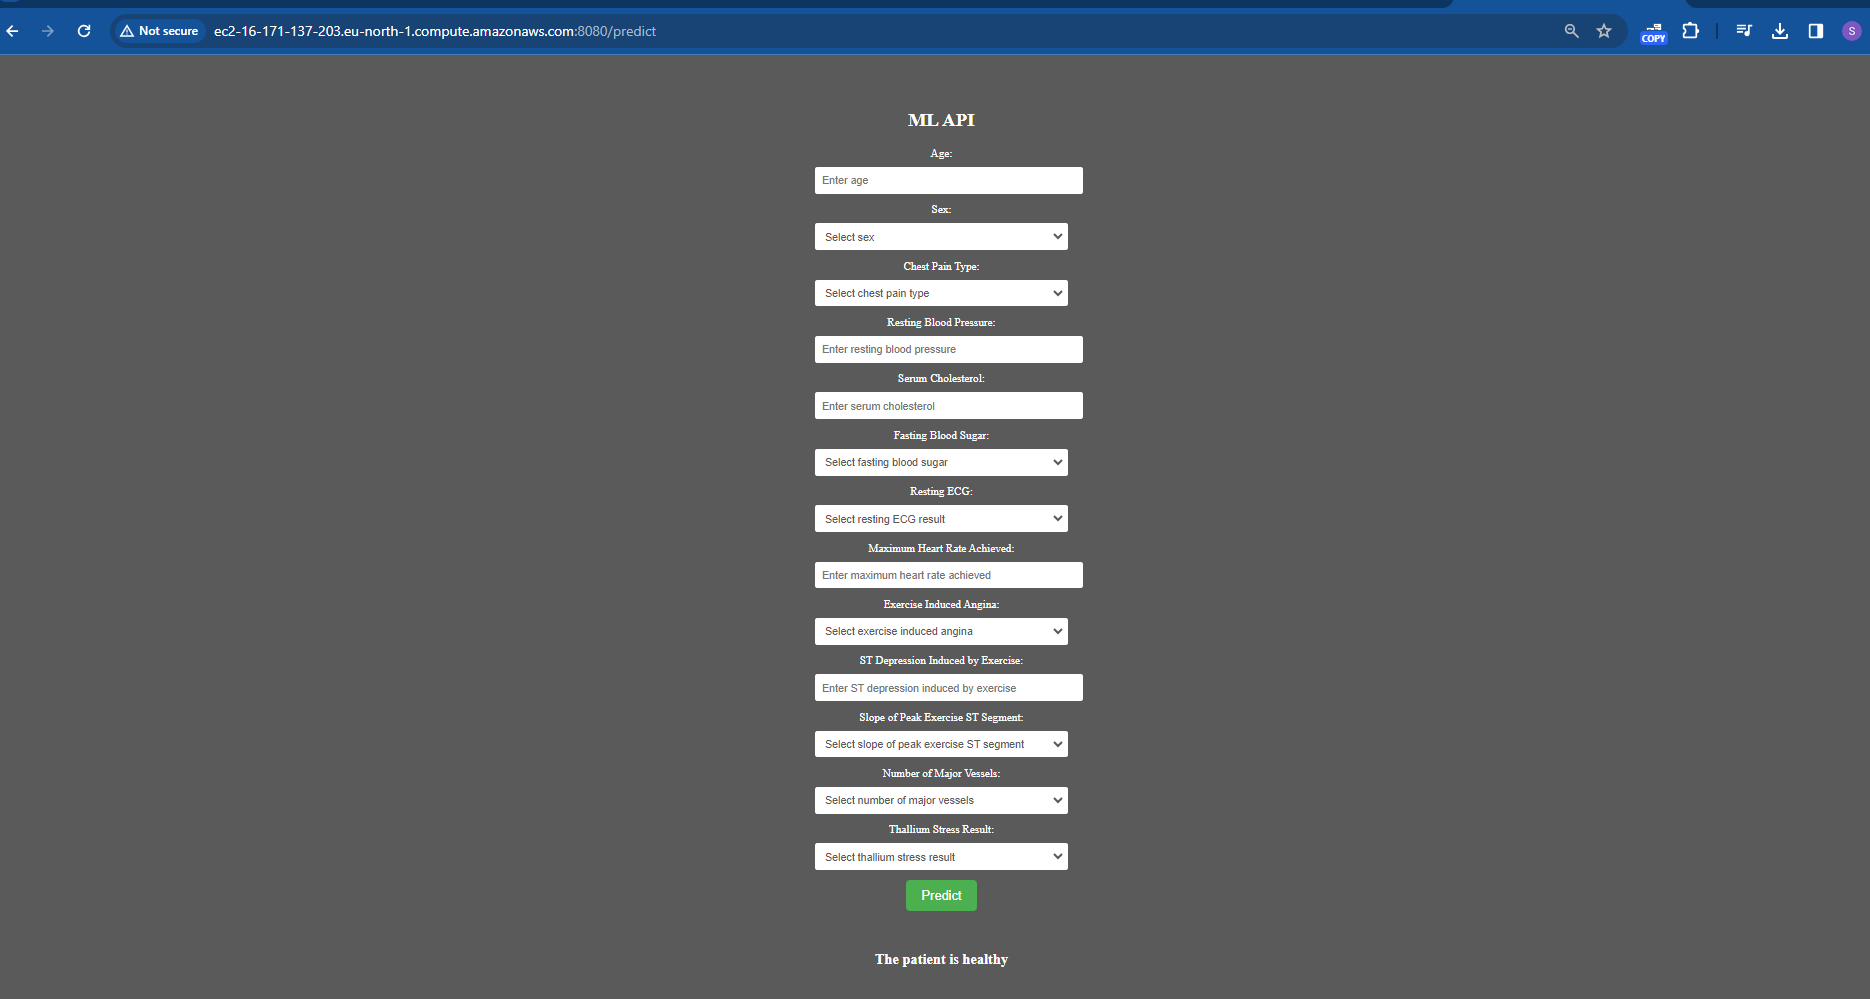 Not secure
ec2-16-171-137-203.eu-north-1.compute.amazonaws.com:8080/predict
COPY
S
ML API
Age:
Enter age
Sex:
Select sex
Chest Pain Type:
Select chest pain type
Resting Blood Pressure:
Enter resting blood pressure
Serum Cholesterol:
Enter serum cholesterol
Fasting Blood Sugar:
Select fasting blood sugar
Resting ECG:
Select resting ECG result
Maximum Heart Rate Achieved:
Enter maximum heart rate achieved
Exercise Induced Angina:
Select exercise induced angina
ST Depression Induced by Exercise:
Enter ST depression induced by exercise
Slope of Peak Exercise ST Segment:
Select slope of peak exercise ST segment
Number of Major Vessels:
Select number of major vessels
Thallium Stress Result:
Select thallium stress result
Predict
The patient is healthy